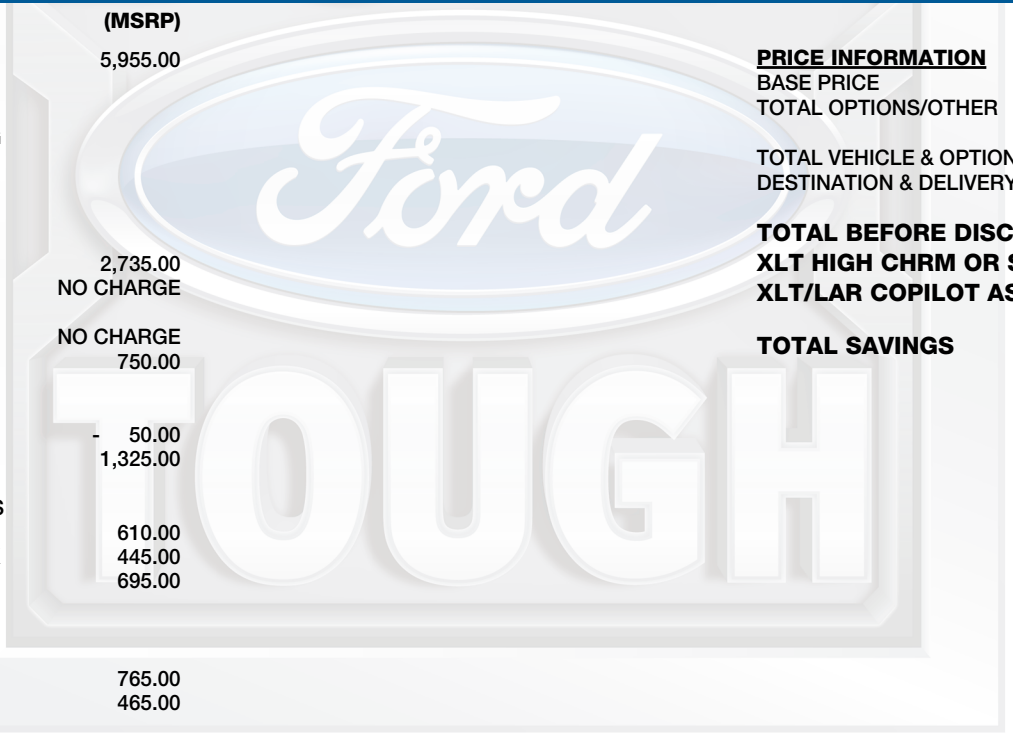 (MSRP)
5,955.00
2,735.00
NO CHARGE
NO CHARGE
750.00
- 50.00
1,325.00
S
610.00
445.00
695.00
765.00
465.00
Ford
TOUGH
PRICE INFORMATION
BASE PRICE
TOTAL OPTIONS/OTHER
TOTAL VEHICLE & OPTION
DESTINATION & DELIVERY
TOTAL BEFORE DISC
XLT HIGH CHRM OR S
XLT/LAR COPILOT AS
TOTAL SAVINGS